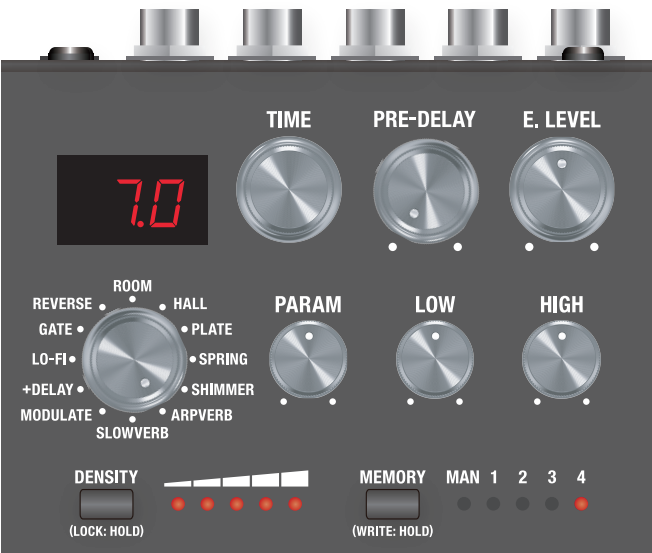 TIME
PRE-DELAY
E. LEVEL
7.0
ROOM
REVERSE
HALL
GATE
PLATE
LO-FI
SPRING
+DELAY
SHIMMER
MODULATE
ARPVERB
SLOWVERB
PARAM
LOW
HIGH
DENSITY
(LOCK: HOLD)
MEMORY
(WRITE: HOLD)
MAN 1 2 3 4